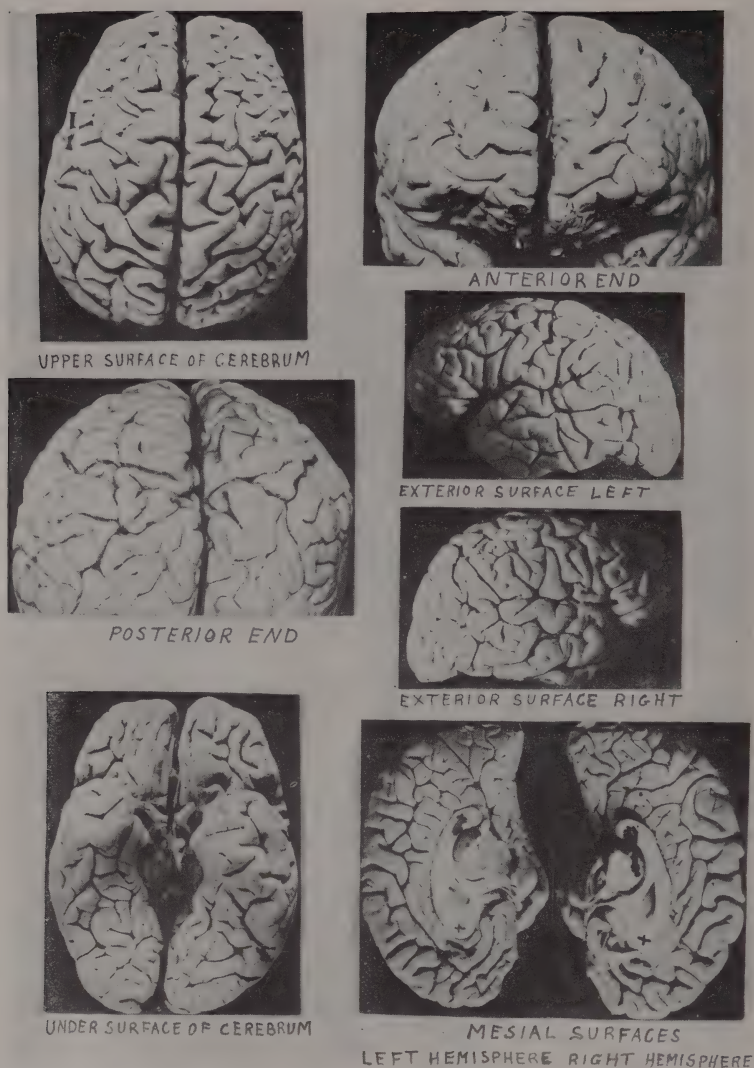 UPPER SURFACE OF CEREBRUM
ANTERIOR END
EXTERIOR SURFACE LEFT
POSTERIOR END
EXTERIOR SURFACE RIGHT
UNDER SURFACE OF CEREBRUM
MESIAL SURFACES
LEFT HEMISPHERE RIGHT HEMISPHERE